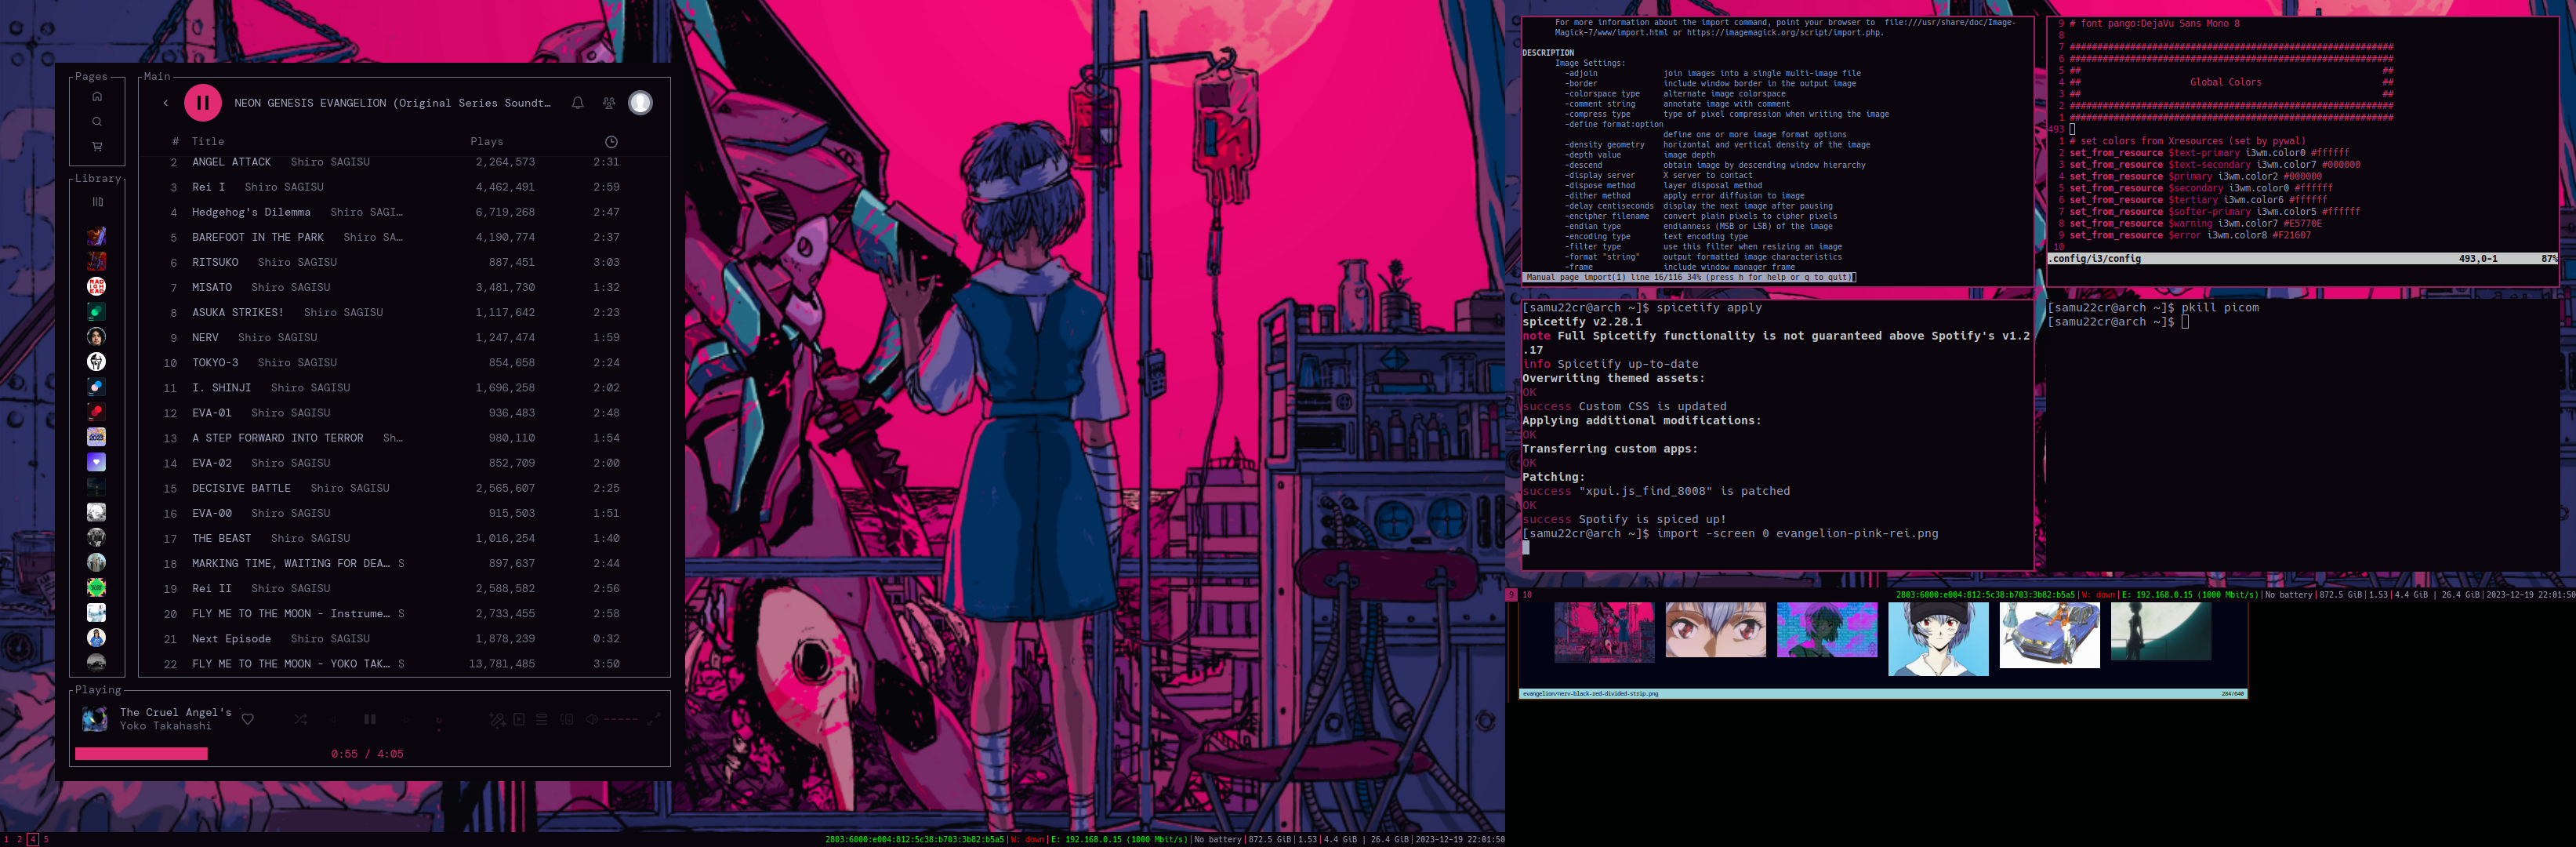 Pages
Main
NEON GENESIS EVANGELION (Original Series Soundt…
# Title Plays
2 ANGEL ATTACK Shiro SAGISU 2,264,573 2:31
3 Rei I Shiro SAGISU 4,462,491 2:59
4 Hedgehog's Dilemma Shiro SAGI… 6,719,268 2:47
5 BAREFOOT IN THE PARK Shiro SA… 4,190,774 2:37
6 RITSUKO Shiro SAGISU 887,451 3:03
7 MISATO Shiro SAGISU 3,481,730 1:32
8 ASUKA STRIKES! Shiro SAGISU 1,117,642 2:23
9 NERV Shiro SAGISU 1,247,474 1:59
10 TOKYO-3 Shiro SAGISU 854,658 2:24
11 I. SHINJI Shiro SAGISU 1,696,258 2:02
12 EVA-01 Shiro SAGISU 936,483 2:48
13 A STEP FORWARD INTO TERROR Sh… 980,110 1:54
14 EVA-02 Shiro SAGISU 852,709 2:00
15 DECISIVE BATTLE Shiro SAGISU 2,565,607 2:25
16 EVA-00 Shiro SAGISU 915,503 1:51
17 THE BEAST Shiro SAGISU 1,016,254 1:40
18 MARKING TIME, WAITING FOR DEA… S 897,637 2:44
19 Rei II Shiro SAGISU 2,588,582 2:56
20 FLY ME TO THE MOON - Instrume… S 2,733,455 2:58
21 Next Episode Shiro SAGISU 1,878,239 0:32
22 FLY ME TO THE MOON - YOKO TAK… S 13,781,485 3:50
Library
Playing
The Cruel Angel's
Yoko Takahashi
0:55 / 4:05
1 2 4 5
2803:6000:e004:812:5c38:b703:3b82:b5a5|W: down|E: 192.168.0.15 (1000 Mbit/s)|No battery|872.5 GiB|1.53|4.4 GiB | 26.4 GiB|2023-12-19 22:01:50
For more information about the import command, point your browser to file:///usr/share/doc/Image-
Magick-7/www/import.html or https://imagemagick.org/script/import.php.
DESCRIPTION
Image Settings:
-adjoin join images into a single multi-image file
-border include window border in the output image
-colorspace type alternate image colorspace
-comment string annotate image with comment
-compress type type of pixel compression when writing the image
-define format:option
define one or more image format options
-density geometry horizontal and vertical density of the image
-depth value image depth
-descend obtain image by descending window hierarchy
-display server X server to contact
-dispose method layer disposal method
-dither method apply error diffusion to image
-delay centiseconds display the next image after pausing
-encipher filename convert plain pixels to cipher pixels
-endian type endianness (MSB or LSB) of the image
-encoding type text encoding type
-filter type use this filter when resizing an image
-format "string" output formatted image characteristics
-frame include window manager frame
Manual page import(1) line 16/116 34% (press h for help or q to quit)
9 # font pango:DejaVu Sans Mono 8
8
7 ###########################################################
6 ###########################################################
5 ## ##
4 ## Global Colors ##
3 ## ##
2 ###########################################################
1 ###########################################################
493
1 # set colors from Xresources (set by pywal)
2 set_from_resource $text-primary i3wm.color0 #ffffff
3 set_from_resource $text-secondary i3wm.color7 #000000
4 set_from_resource $primary i3wm.color2 #000000
5 set_from_resource $secondary i3wm.color0 #ffffff
6 set_from_resource $tertiary i3wm.color6 #ffffff
7 set_from_resource $softer-primary i3wm.color5 #ffffff
8 set_from_resource $warning i3wm.color7 #E5770E
9 set_from_resource $error i3wm.color8 #F21607
10
.config/i3/config 493,0-1 87%
[samu22cr@arch ~]$ spicetify apply
spicetify v2.28.1
note Full Spicetify functionality is not guaranteed above Spotify's v1.2
.17
info Spicetify up-to-date
Overwriting themed assets:
OK
success Custom CSS is updated
Applying additional modifications:
OK
Transferring custom apps:
OK
Patching:
success "xpui.js_find_8008" is patched
OK
success Spotify is spiced up!
[samu22cr@arch ~]$ import -screen 0 evangelion-pink-rei.png
[samu22cr@arch ~]$ pkill picom
[samu22cr@arch ~]$
9 10
2803:6000:e004:812:5c38:b703:3b82:b5a5|W: down|E: 192.168.0.15 (1000 Mbit/s)|No battery|872.5 GiB|1.53|4.4 GiB | 26.4 GiB|2023-12-19 22:01:50
evangelion/nerv-black-red-divided-strip.png 284/640